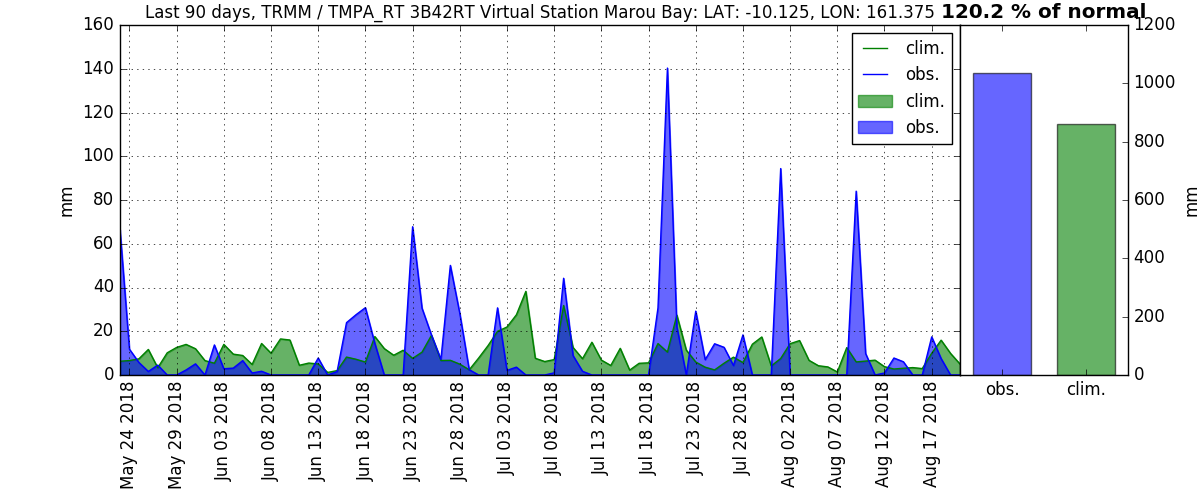 Last 90 days, TRMM / TMPA_RT 3B42RT Virtual Station Marou Bay: LAT: -10.125, LON: 161.375 120.2 % of normal
160
140
120
100
80
60
40
20
0
mm
clim.
obs.
clim.
obs.
May 24 2018
May 29 2018
Jun 03 2018
Jun 08 2018
Jun 13 2018
Jun 18 2018
Jun 23 2018
Jun 28 2018
Jul 03 2018
Jul 08 2018
Jul 13 2018
Jul 18 2018
Jul 23 2018
Jul 28 2018
Aug 02 2018
Aug 07 2018
Aug 12 2018
Aug 17 2018
obs.
clim.
1200
1000
800
600
400
200
0
mm